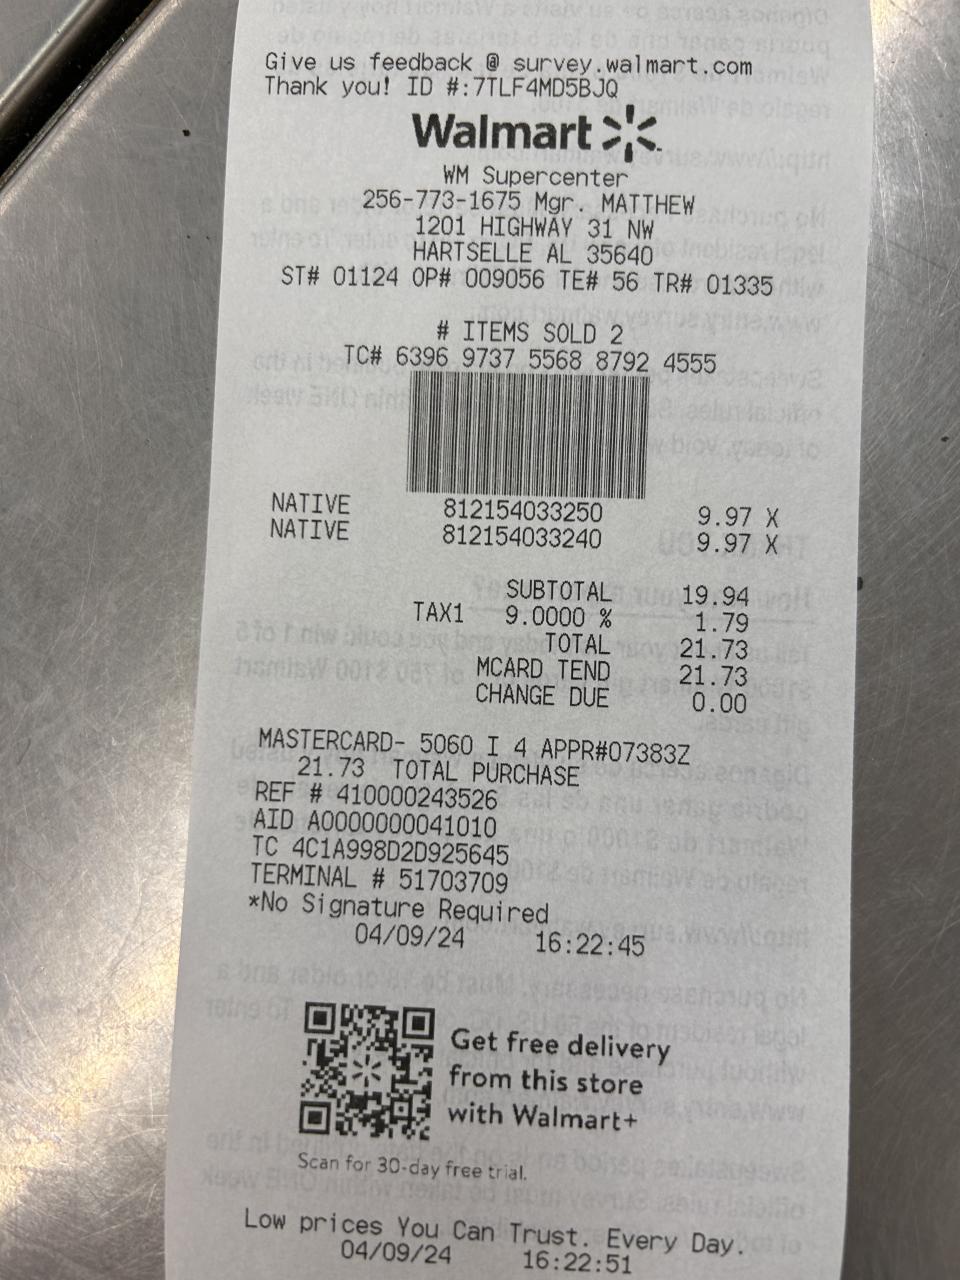 Give us feedback @ survey.walmart.com
Thank you! ID #:7TLF4MD5BJQ
Walmart
WM Supercenter
256-773-1675 Mgr. MATTHEW
1201 HIGHWAY 31 NW
HARTSELLE AL 35640
ST# 01124 OP# 009056 TE# 56 TR# 01335
# ITEMS SOLD 2
TC# 6396 9737 5568 8792 4555
NATIVE 812154033250 9.97 X
NATIVE 812154033240 9.97 X
SUBTOTAL 19.94
TAX1 9.0000 % 1.79
TOTAL 21.73
MCARD TEND 21.73
CHANGE DUE 0.00
MASTERCARD- 5060 I 4 APPR#07383Z
21.73 TOTAL PURCHASE
REF # 410000243526
AID A0000000041010
TC 4C1A998D2D925645
TERMINAL # 51703709
*No Signature Required
04/09/24 16:22:45
Get free delivery
from this store
with Walmart+
Scan for 30-day free trial.
Low prices You Can Trust. Every Day.
04/09/24 16:22:51